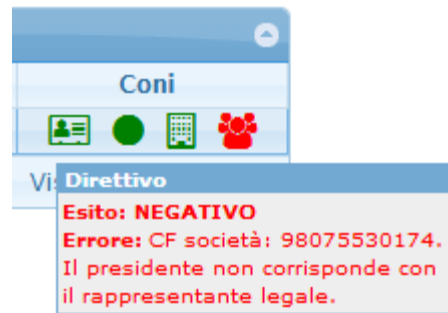 Coni
Vi
Direttivo
Esito: NEGATIVO
Errore: CF società: 98075530174.
Il presidente non corrisponde con
il rappresentante legale.